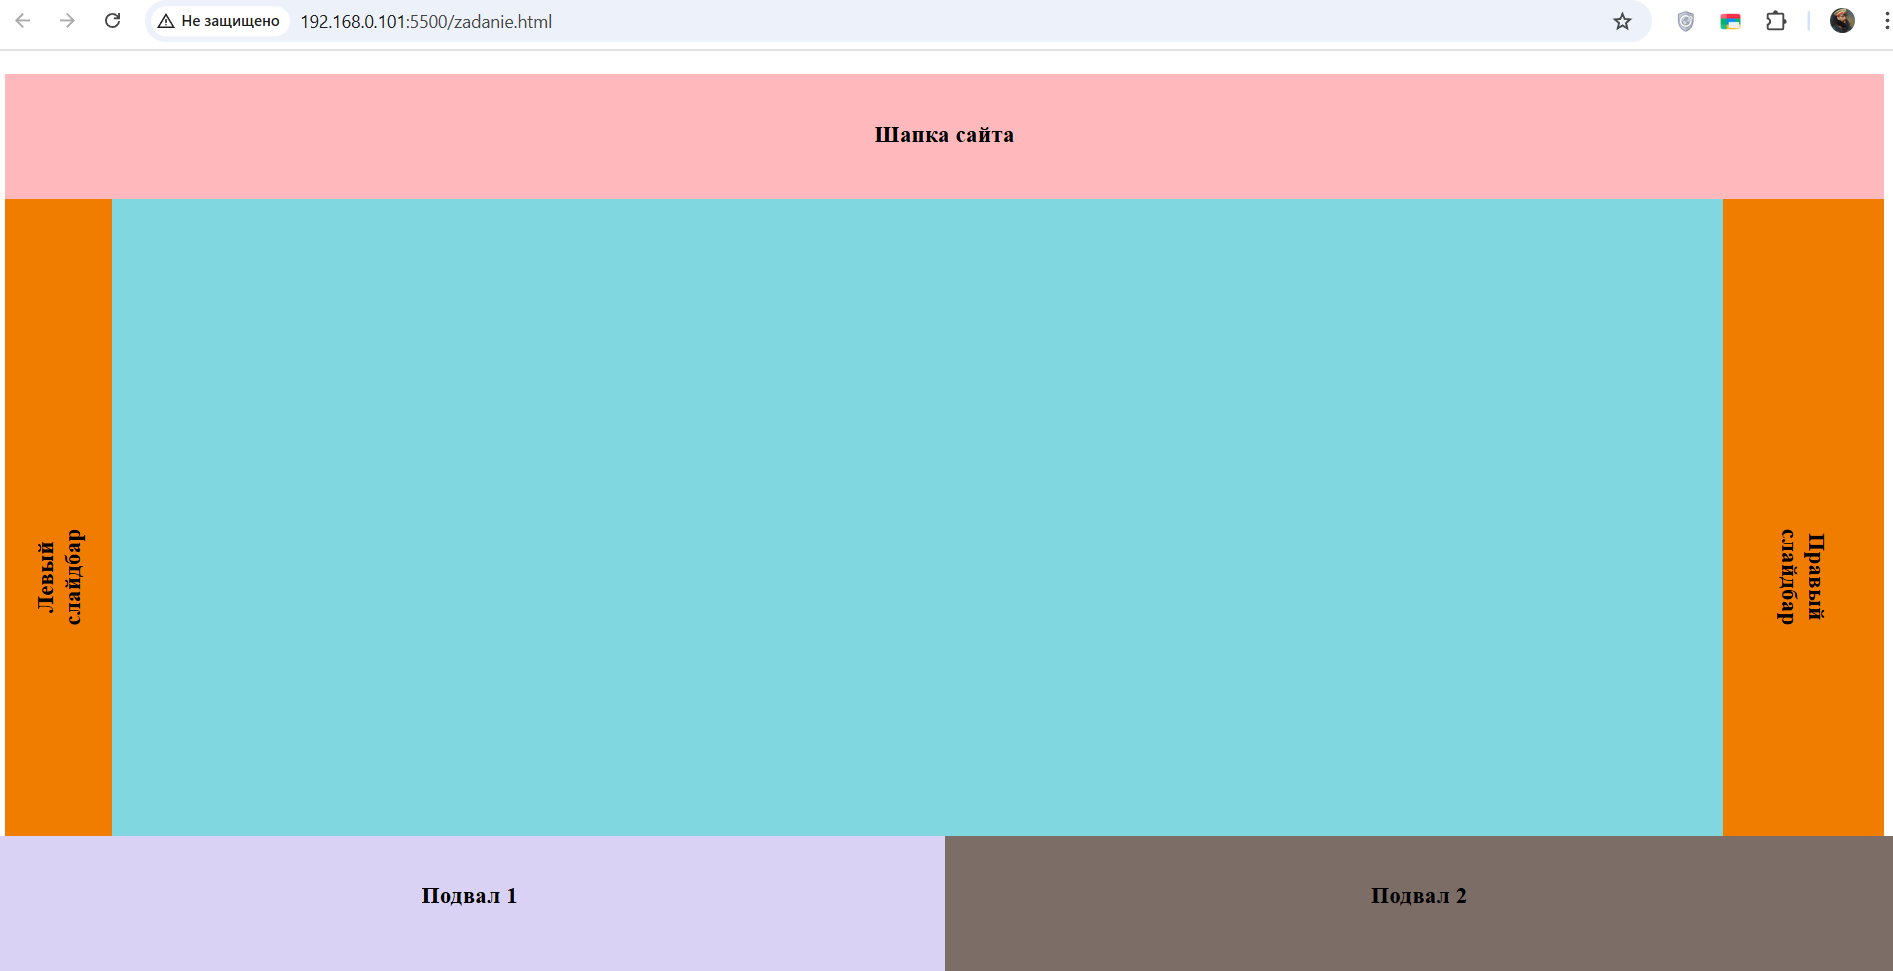 Не защищено 192.168.0.101:5500/zadanie.html
Шапка сайта
Левый
слайдбар
Правый
слайдбар
Подвал 1
Подвал 2